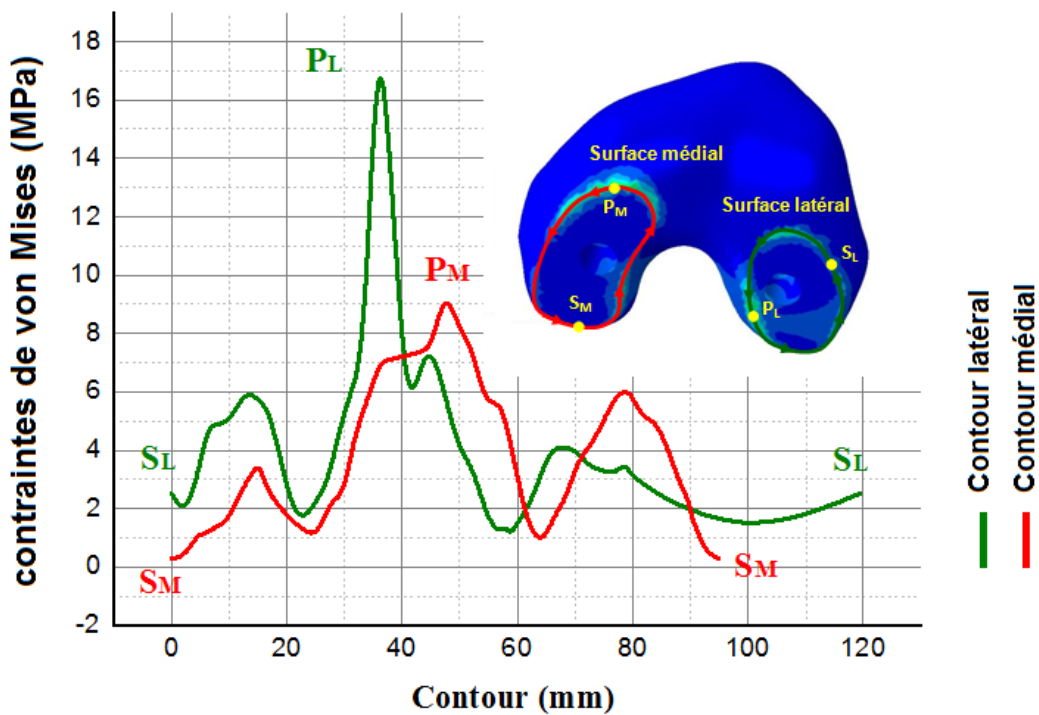 contraintes de von Mises (MPa)
18
16
14
12
10
8
6
4
2
0
-2
0
20
40
60
80
100
120
Contour (mm)
PL
PM
SL
SL
SM
SM
Surface médial
PM
SM
Surface latéral
SL
PL
Contour latéral
Contour médial